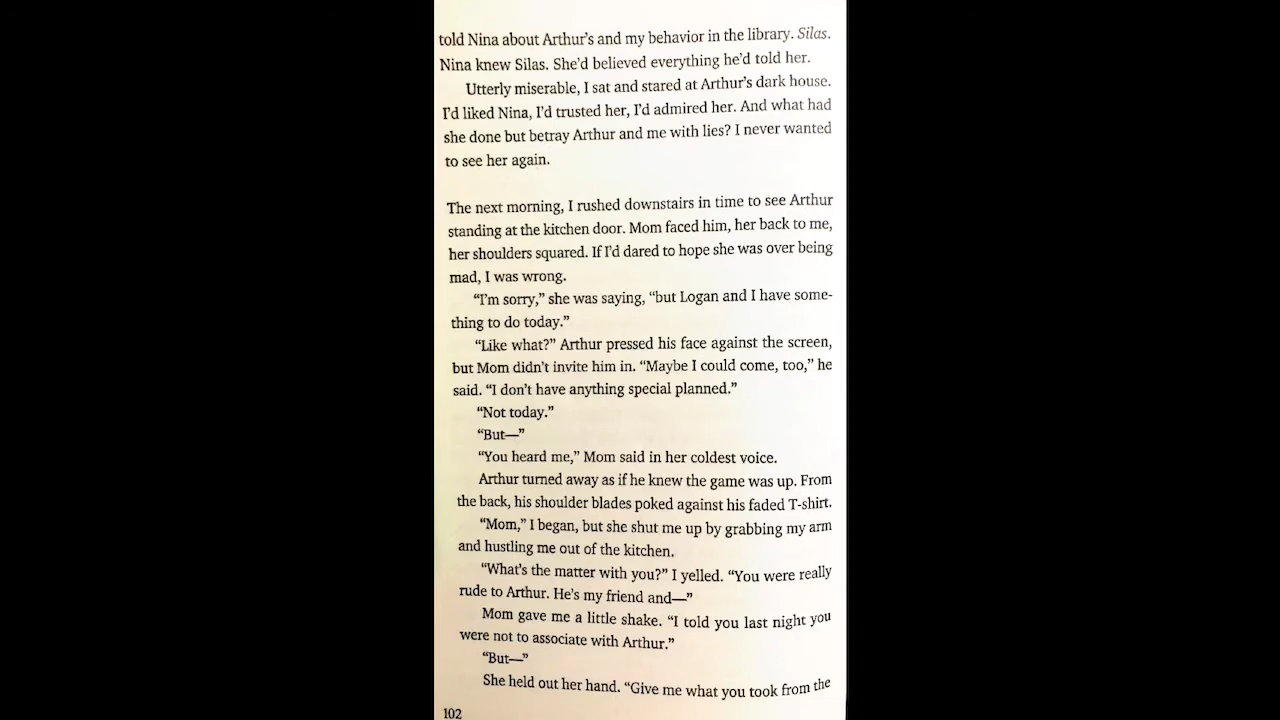 told Nina about Arthur's and my behavior in the library. Silas.
Nina knew Silas. She'd believed everything he'd told her.
Utterly miserable, I sat and stared at Arthur's dark house.
I'd liked Nina, I'd trusted her, I'd admired her. And what had
she done but betray Arthur and me with lies? I never wanted
to see her again.
The next morning, I rushed downstairs in time to see Arthur
standing at the kitchen door. Mom faced him, her back to me,
her shoulders squared. If I'd dared to hope she was over being
mad, I was wrong.
“I'm sorry,” she was saying, “but Logan and I have some-
thing to do today.”
“Like what?” Arthur pressed his face against the screen,
but Mom didn't invite him in. “Maybe I could come, too,” he
said. “I don't have anything special planned.”
“Not today.”
“But—”
“You heard me,” Mom said in her coldest voice.
Arthur turned away as if he knew the game was up. From
the back, his shoulder blades poked against his faded T-shirt.
“Mom,” I began, but she shut me up by grabbing my arm
and hustling me out of the kitchen.
“What's the matter with you?” I yelled. “You were really
rude to Arthur. He's my friend and—”
Mom gave me a little shake. “I told you last night you
were not to associate with Arthur.”
“But—”
She held out her hand. “Give me what you took from the
102